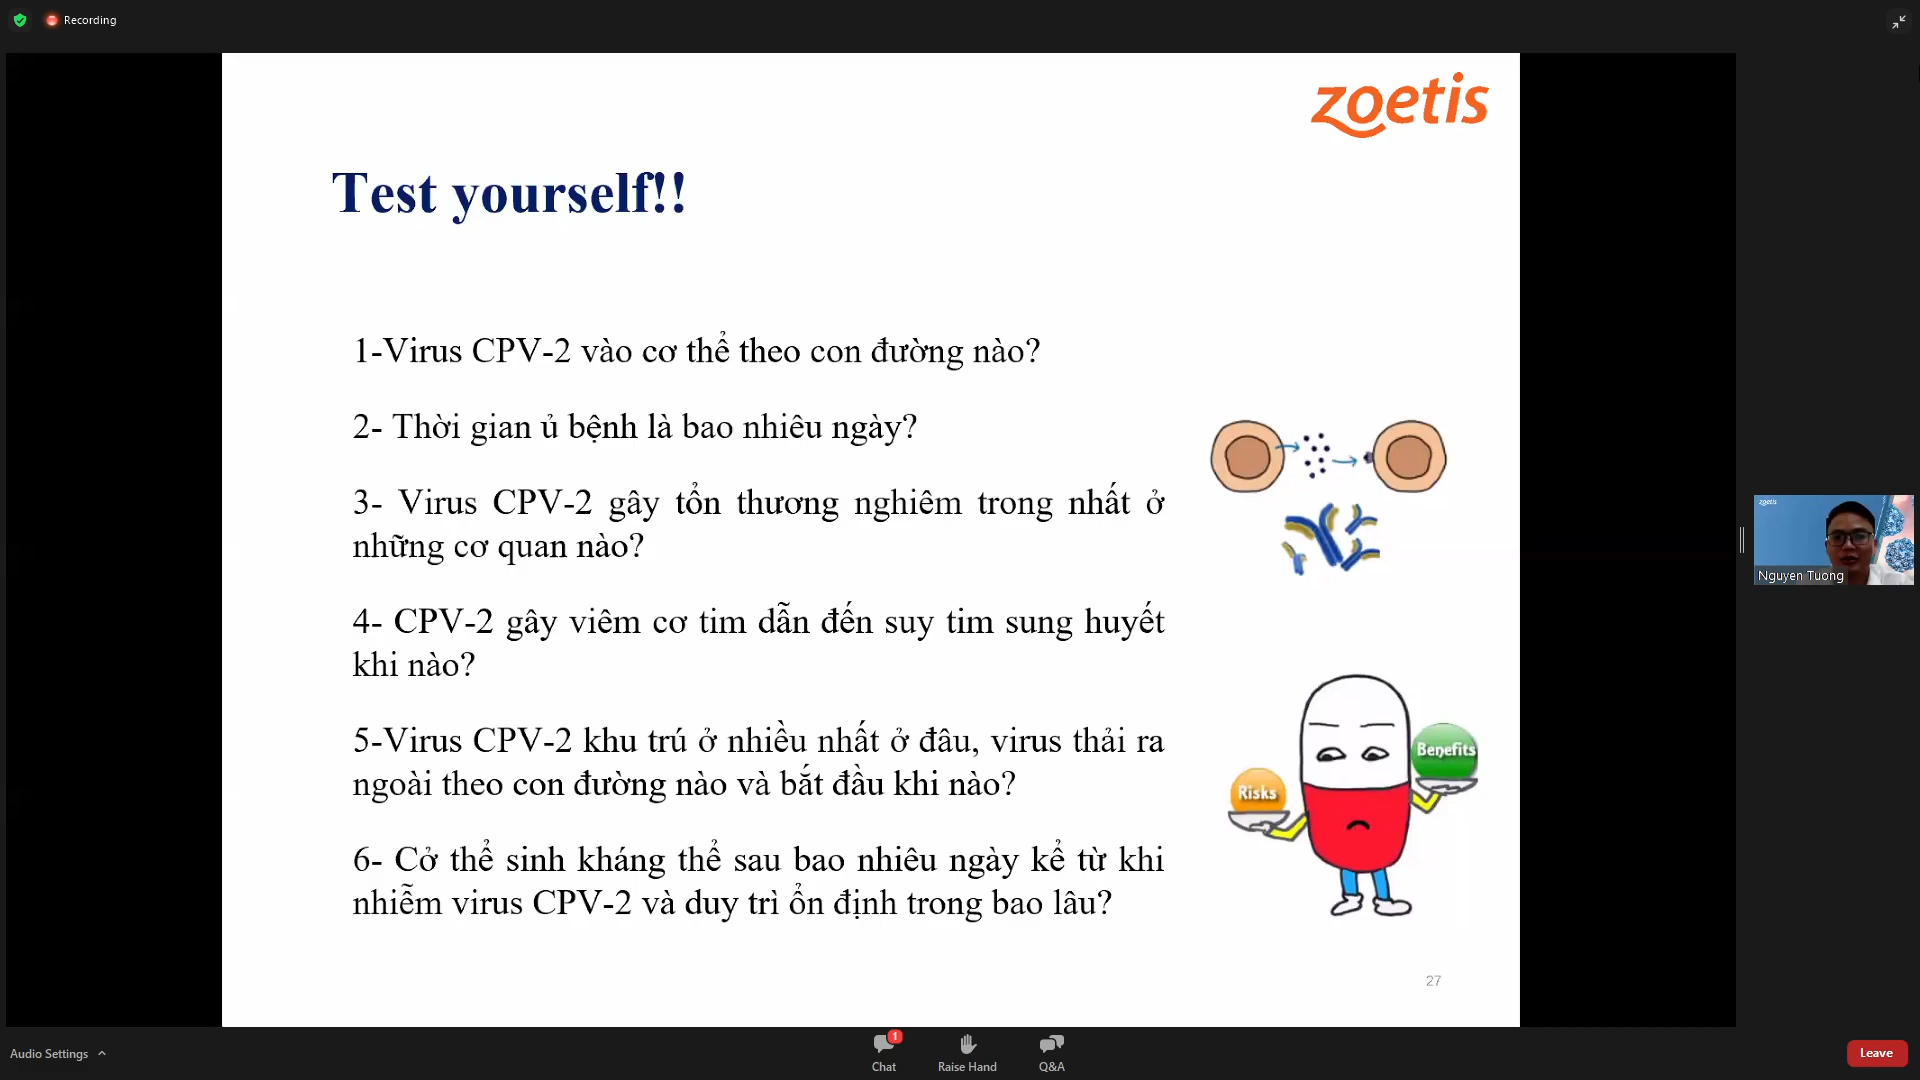 Recording
zoetis
Test yourself!!
1-Virus CPV-2 vào cơ thể theo con đường nào?
2- Thời gian ủ bệnh là bao nhiêu ngày?
3- Virus CPV-2 gây tổn thương nghiêm trong nhất ở
những cơ quan nào?
4- CPV-2 gây viêm cơ tim dẫn đến suy tim sung huyết
khi nào?
5-Virus CPV-2 khu trú ở nhiều nhất ở đâu, virus thải ra
ngoài theo con đường nào và bắt đầu khi nào?
6- Cở thể sinh kháng thể sau bao nhiêu ngày kể từ khi
nhiễm virus CPV-2 và duy trì ổn định trong bao lâu?
Benefits
Risks
27
zoetis
Nguyen Tuong
Audio Settings
1
Chat
Raise Hand
Q&A
Leave